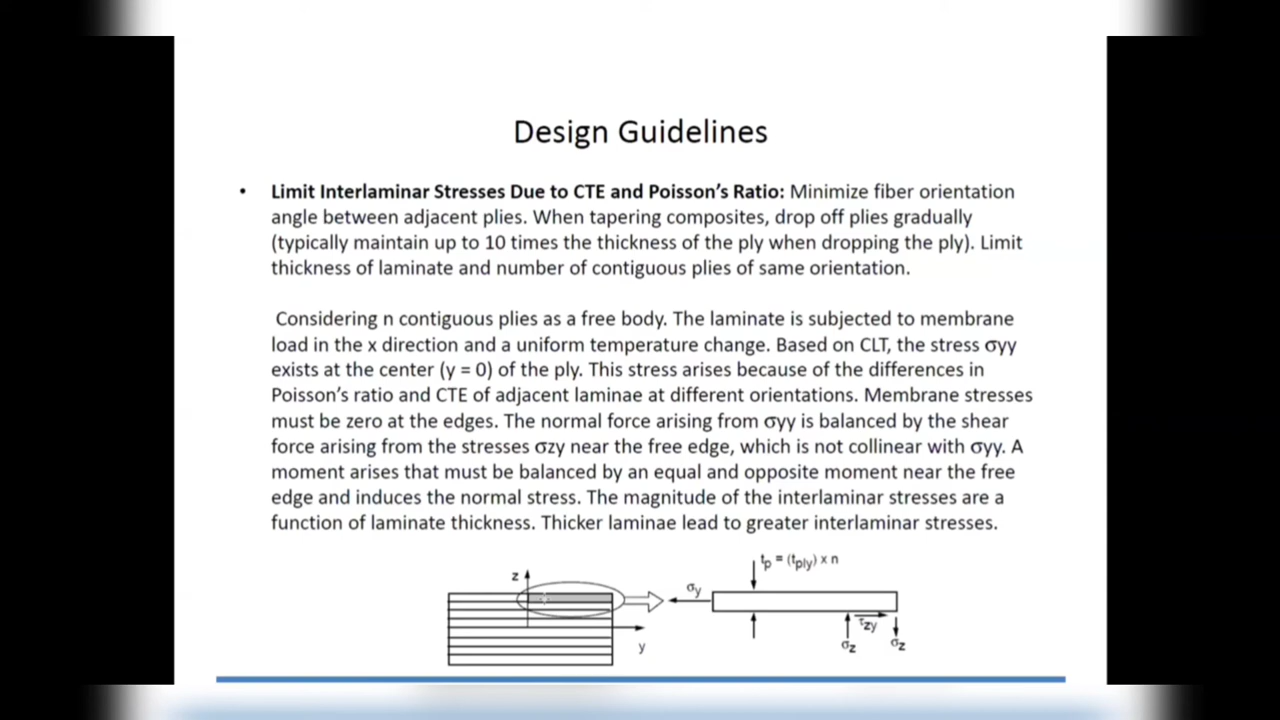 Design Guidelines
• Limit Interlaminar Stresses Due to CTE and Poisson's Ratio: Minimize fiber orientation
angle between adjacent plies. When tapering composites, drop off plies gradually
(typically maintain up to 10 times the thickness of the ply when dropping the ply). Limit
thickness of laminate and number of contiguous plies of same orientation.
Considering n contiguous plies as a free body. The laminate is subjected to membrane
load in the x direction and a uniform temperature change. Based on CLT, the stress σyy
exists at the center (y = 0) of the ply. This stress arises because of the differences in
Poisson's ratio and CTE of adjacent laminae at different orientations. Membrane stresses
must be zero at the edges. The normal force arising from σyy is balanced by the shear
force arising from the stresses σzy near the free edge, which is not collinear with σyy. A
moment arises that must be balanced by an equal and opposite moment near the free
edge and induces the normal stress. The magnitude of the interlaminar stresses are a
function of laminate thickness. Thicker laminae lead to greater interlaminar stresses.
z
y
tp = (tply) x n
σy
τzy
σz
σz